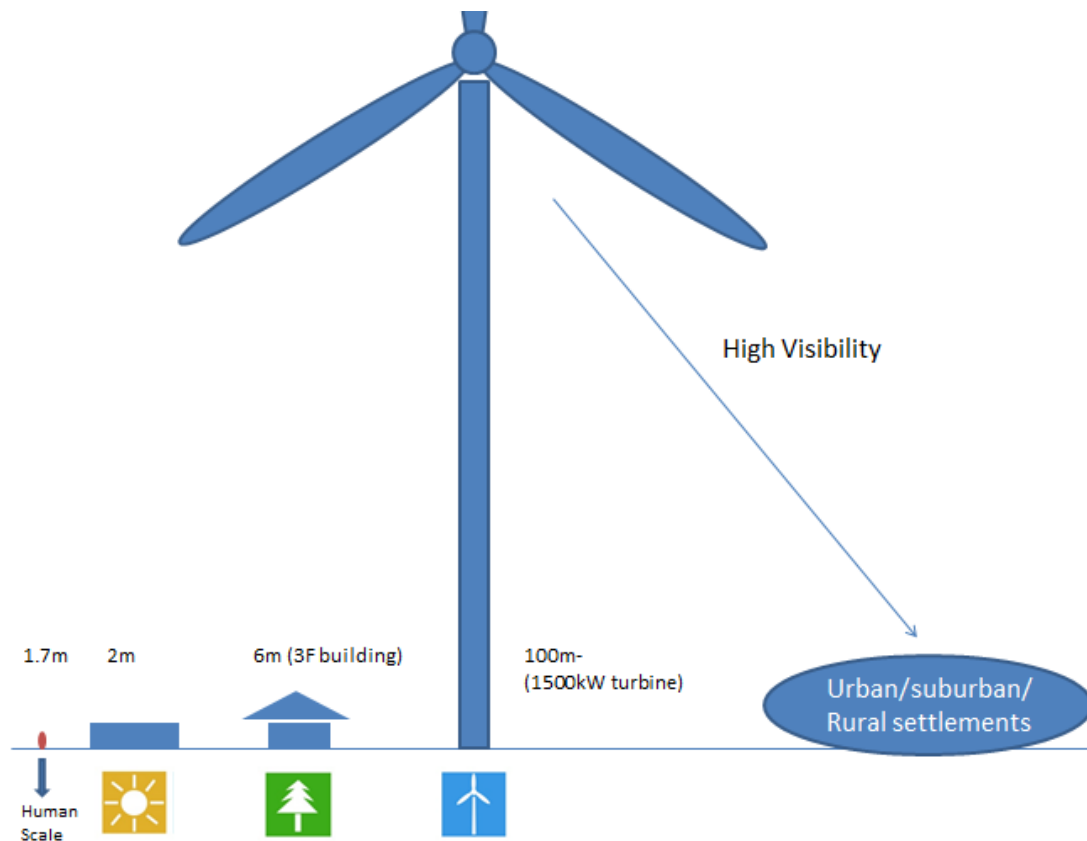 High Visibility
1.7m
2m
6m (3F building)
100m-
(1500kW turbine)
Urban/suburban/
Rural settlements
Human
Scale